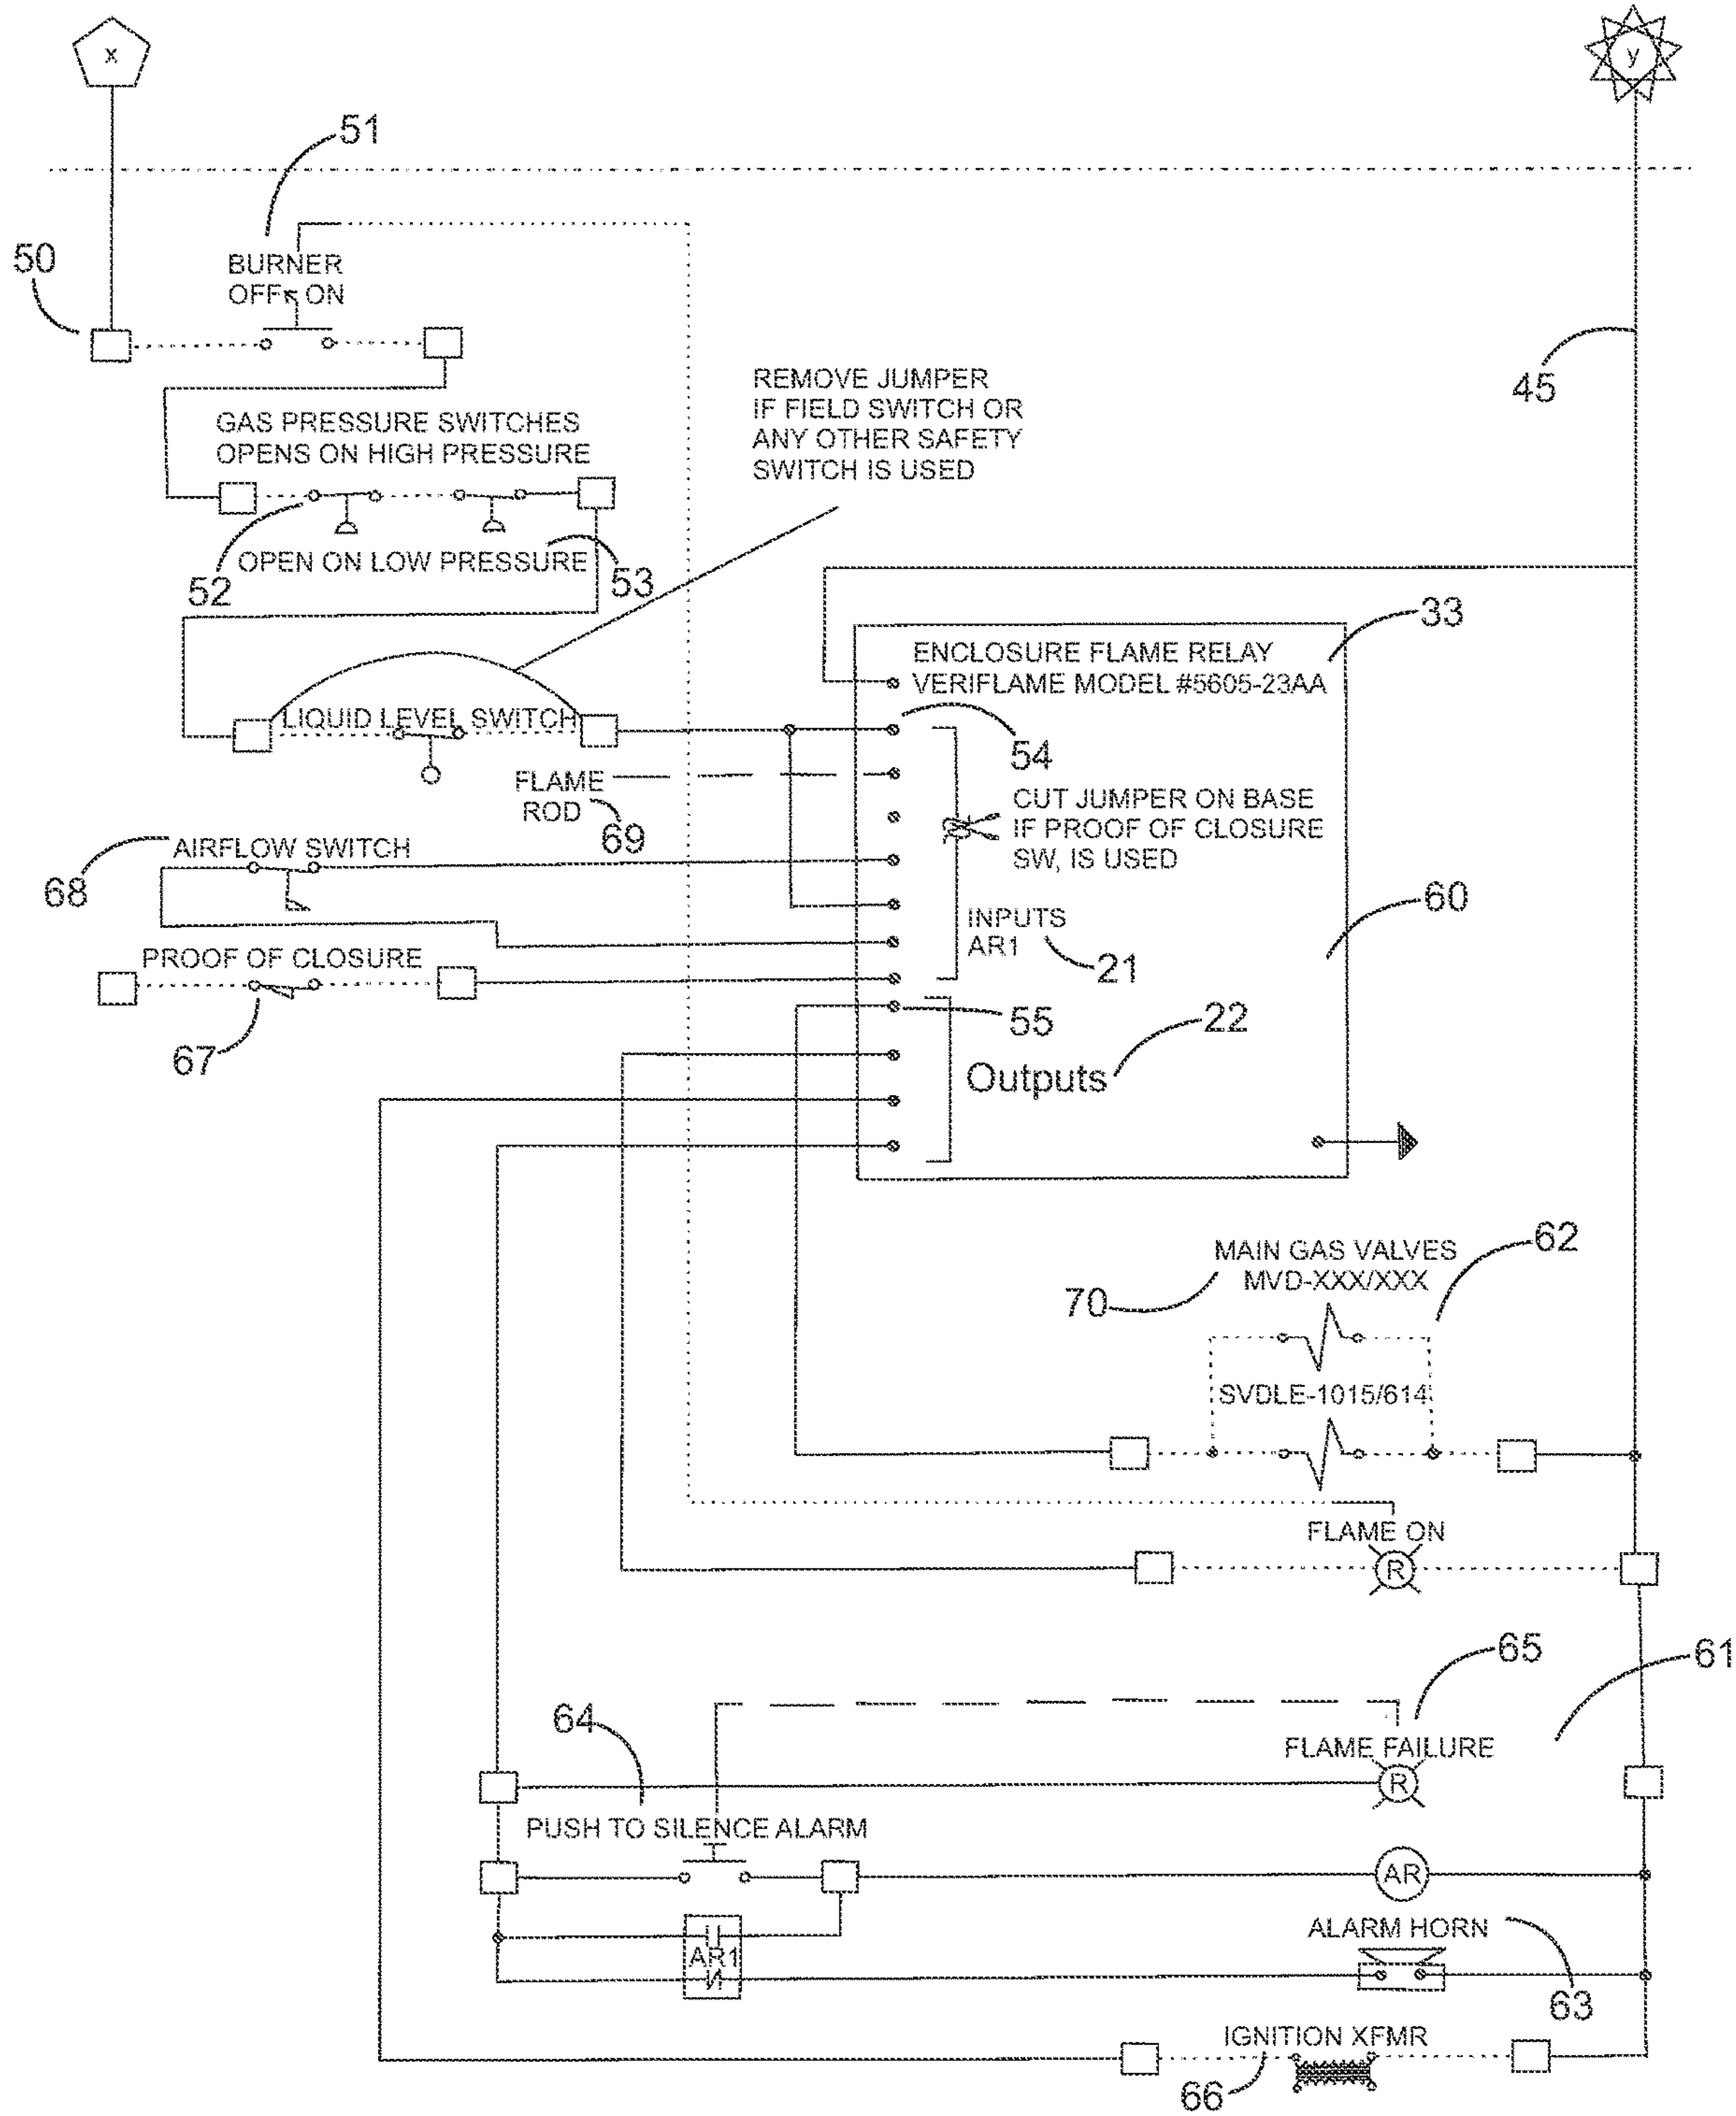 x
y
51
50
BURNER
OFF ON
45
REMOVE JUMPER
IF FIELD SWITCH OR
ANY OTHER SAFETY
SWITCH IS USED
GAS PRESSURE SWITCHES
OPENS ON HIGH PRESSURE
OPEN ON LOW PRESSURE
52
53
33
ENCLOSURE FLAME RELAY
VERIFLAME MODEL #5605-23AA
LIQUID LEVEL SWITCH
54
FLAME
ROD
69
CUT JUMPER ON BASE
IF PROOF OF CLOSURE
SW, IS USED
AIRFLOW SWITCH
68
60
INPUTS
AR1
21
PROOF OF CLOSURE
67
55
22
Outputs
62
MAIN GAS VALVES
MVD-XXX/XXX
70
SVDLE-1015/614
FLAME ON
R
65
61
64
FLAME FAILURE
R
PUSH TO SILENCE ALARM
AR
ALARM HORN
AR1
63
IGNITION XFMR
66